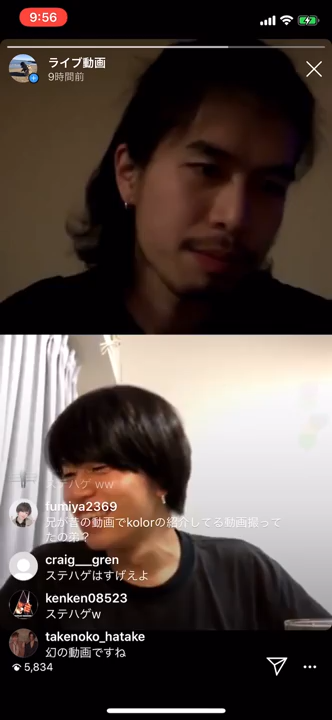 9:56
ライブ動画
9時間前
ステハゲ ww
fumiya2369
兄が昔の動画でkolorの紹介してる動画撮って
たの弟？
craig__gren
ステハゲはすげえよ
kenken08523
ステハゲw
takenoko_hatake
幻の動画ですね
5,834